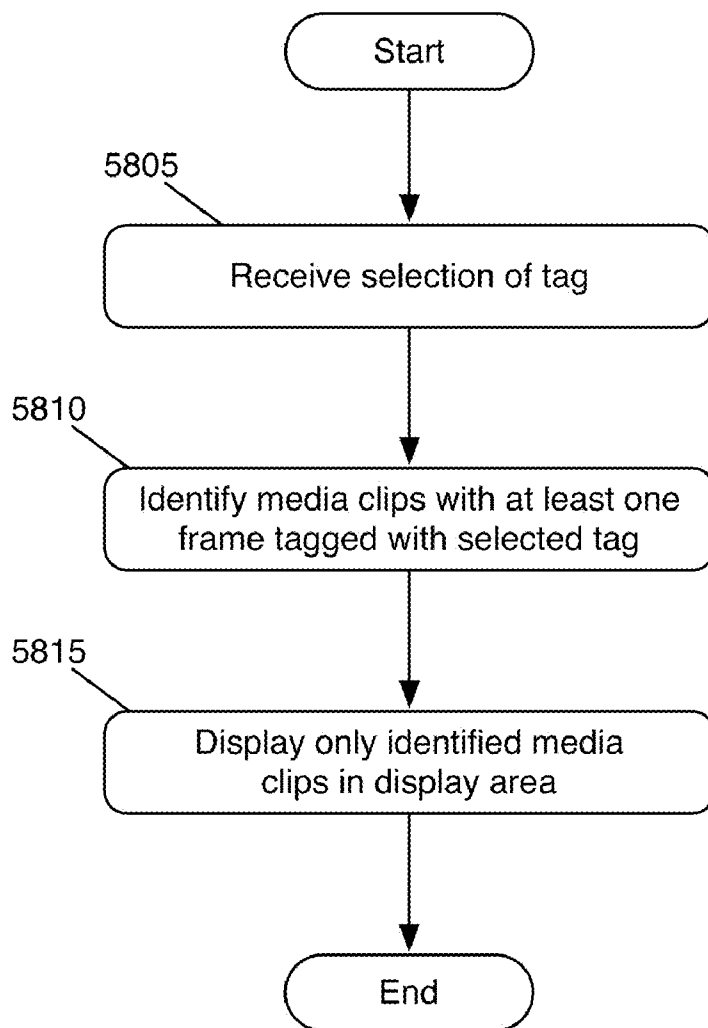 Start
5805
Receive selection of tag
5810
Identify media clips with at least one
frame tagged with selected tag
5815
Display only identified media
clips in display area
End